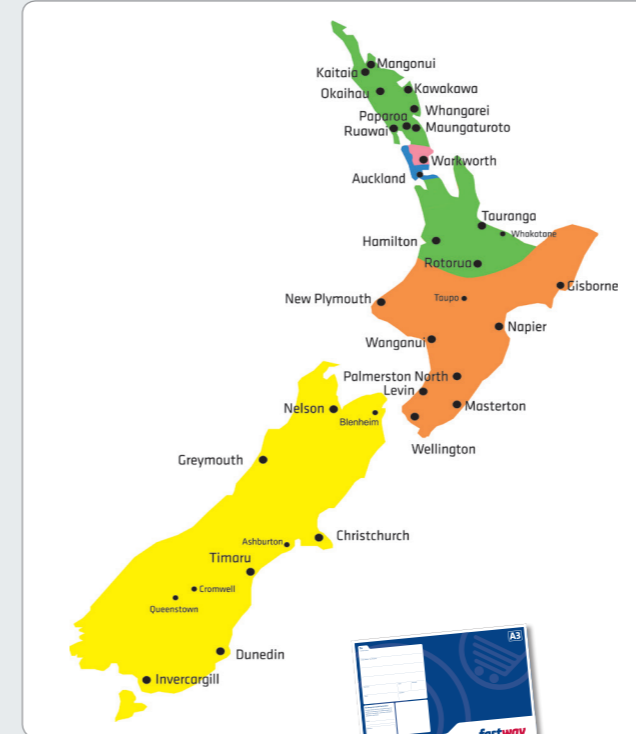 Mangonui
Kaitaia
Okaihau
Kawakawa
Whangarei
Paparoa
Ruawai
Maungaturoto
Warkworth
Auckland
Tauranga
Whakatane
Hamilton
Rotorua
Gisborne
New Plymouth
Taupo
Napier
Wanganui
Palmerston North
Levin
Masterton
Nelson
Blenheim
Wellington
Greymouth
Ashburton
Christchurch
Timaru
Cromwell
Queenstown
Dunedin
Invercargill
A3
fastway